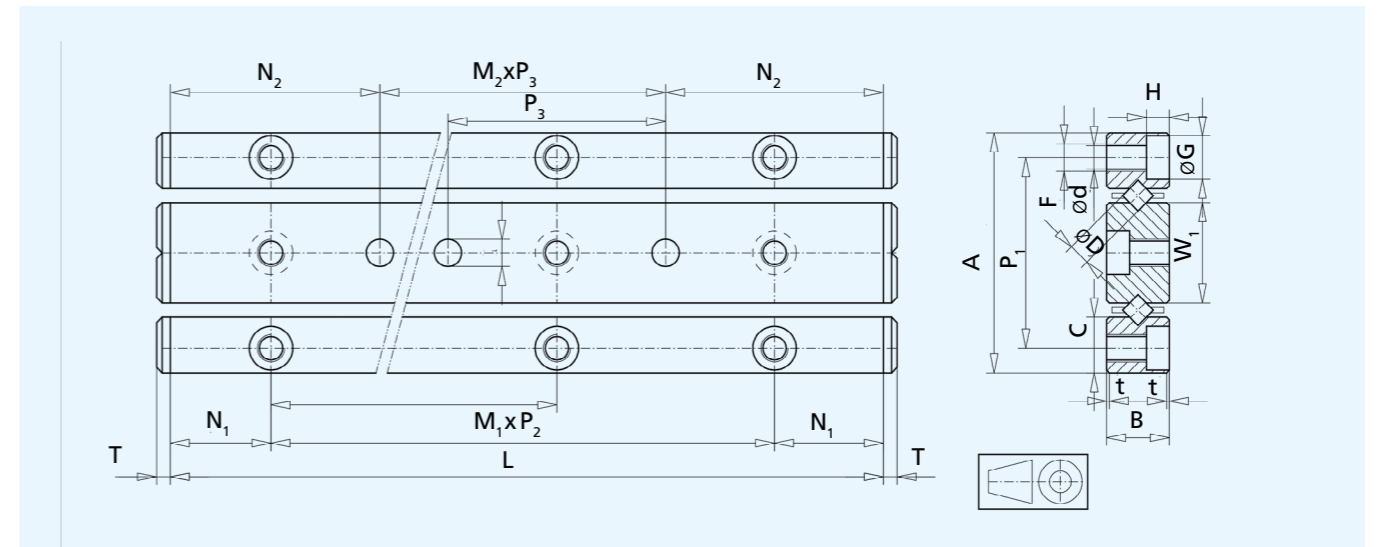 N₂ M₂xP₃ N₂
P₃
H
F ød øG
øD
A P₁ W₁
C
t t
N₁ M₁xP₂ N₁ B
T L T